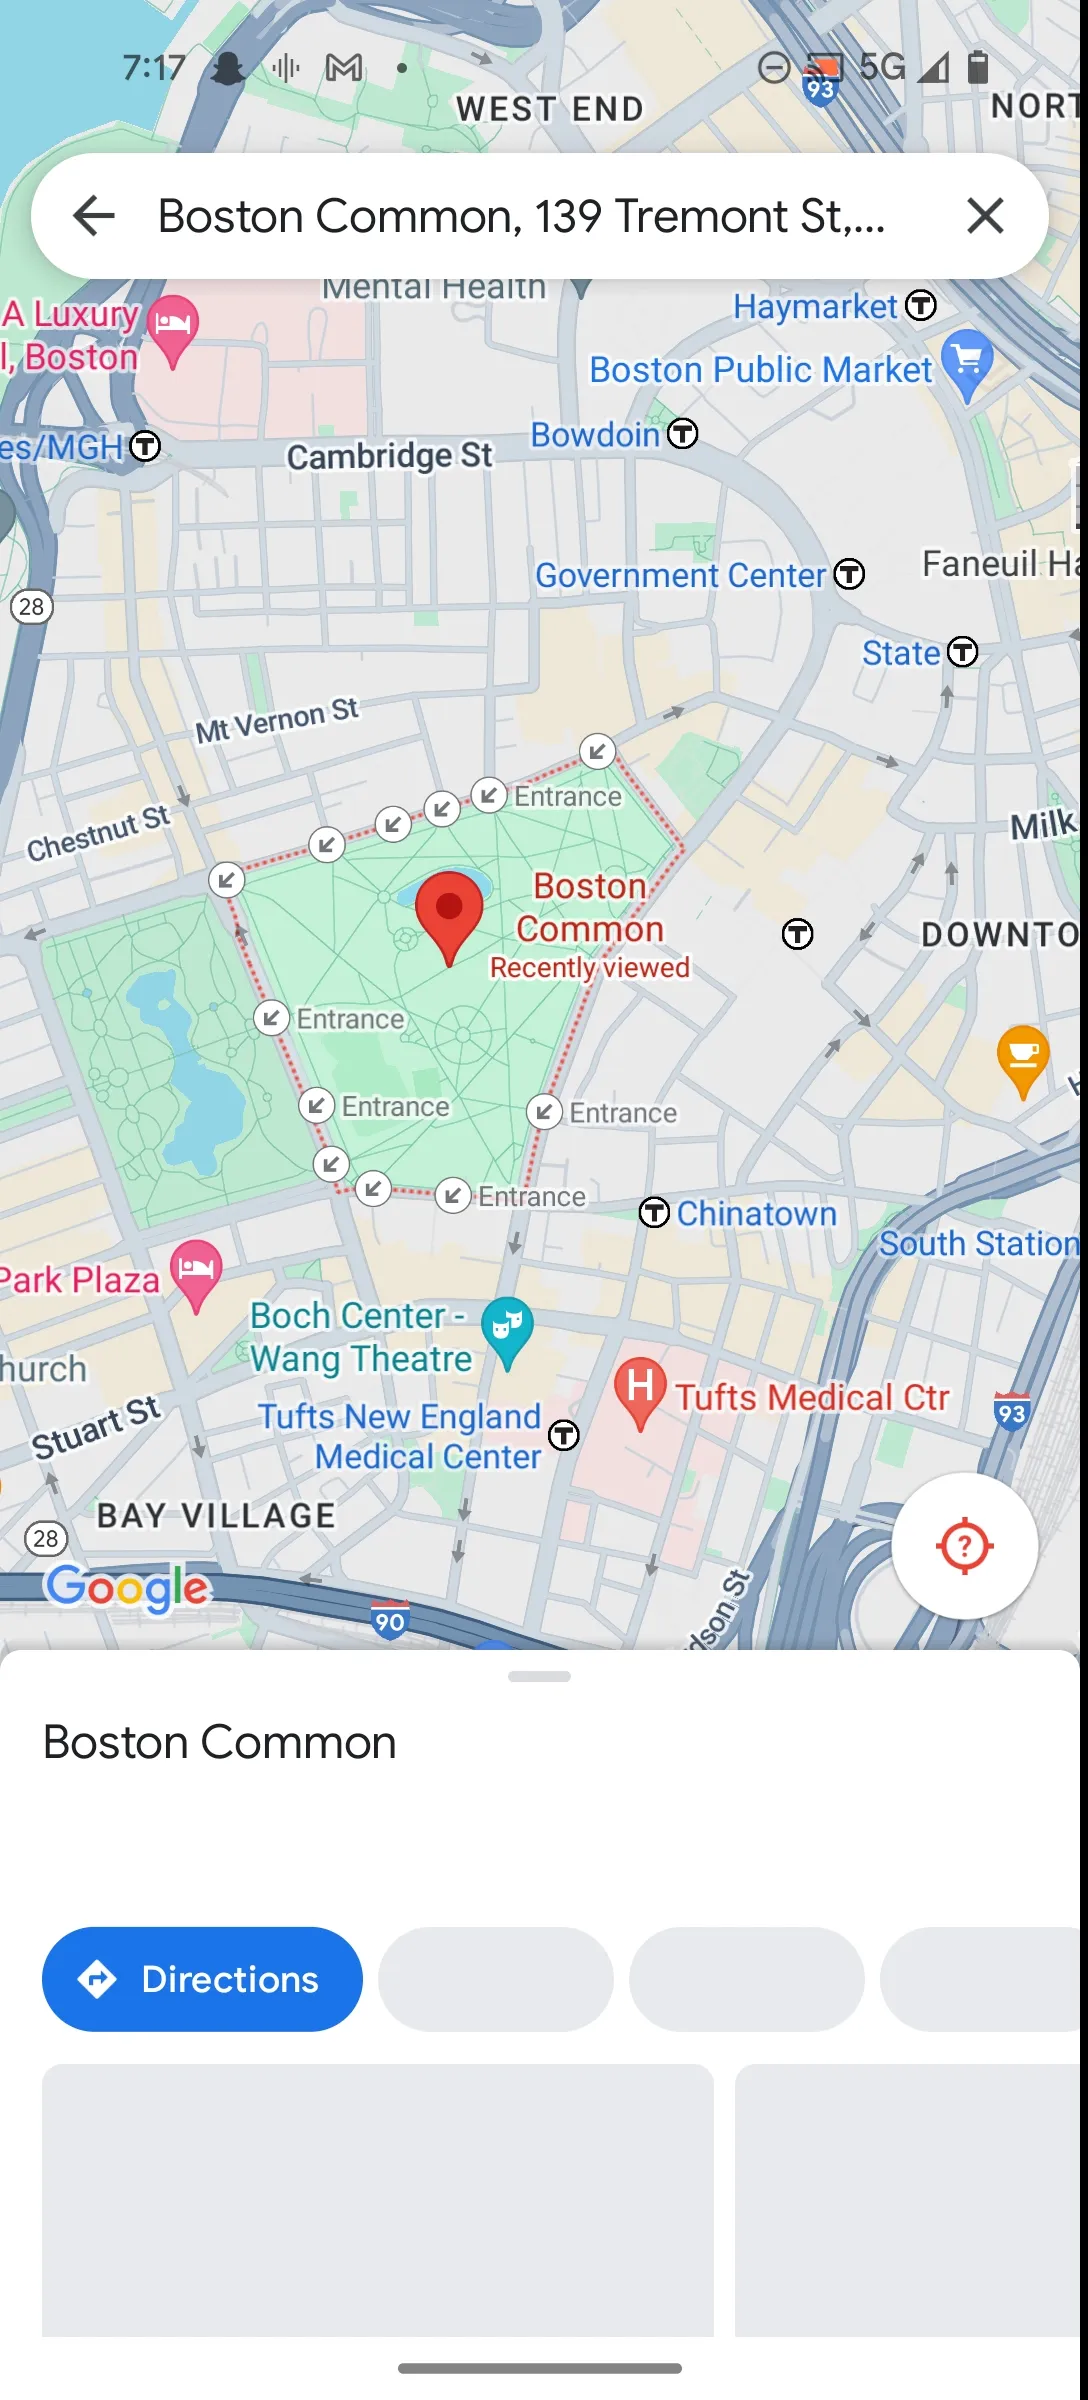 7:17
5G
93
WEST END
NORT
Boston Common, 139 Tremont St,...
Mental Health
A Luxury
l, Boston
Haymarket T
Boston Public Market
es/MGH T
Bowdoin T
Cambridge St
Government Center T
Faneuil Ha
28
State T
Mt Vernon St
Entrance
Chestnut St
Milk
Boston
Common
Recently viewed
T
DOWNTO
Entrance
Entrance
Entrance
Entrance
T Chinatown
South Station
Park Plaza
Boch Center -
Wang Theatre
hurch
H Tufts Medical Ctr
Stuart St
Tufts New England
Medical Center T
93
BAY VILLAGE
28
?
Google
90
dson St
Boston Common
Directions